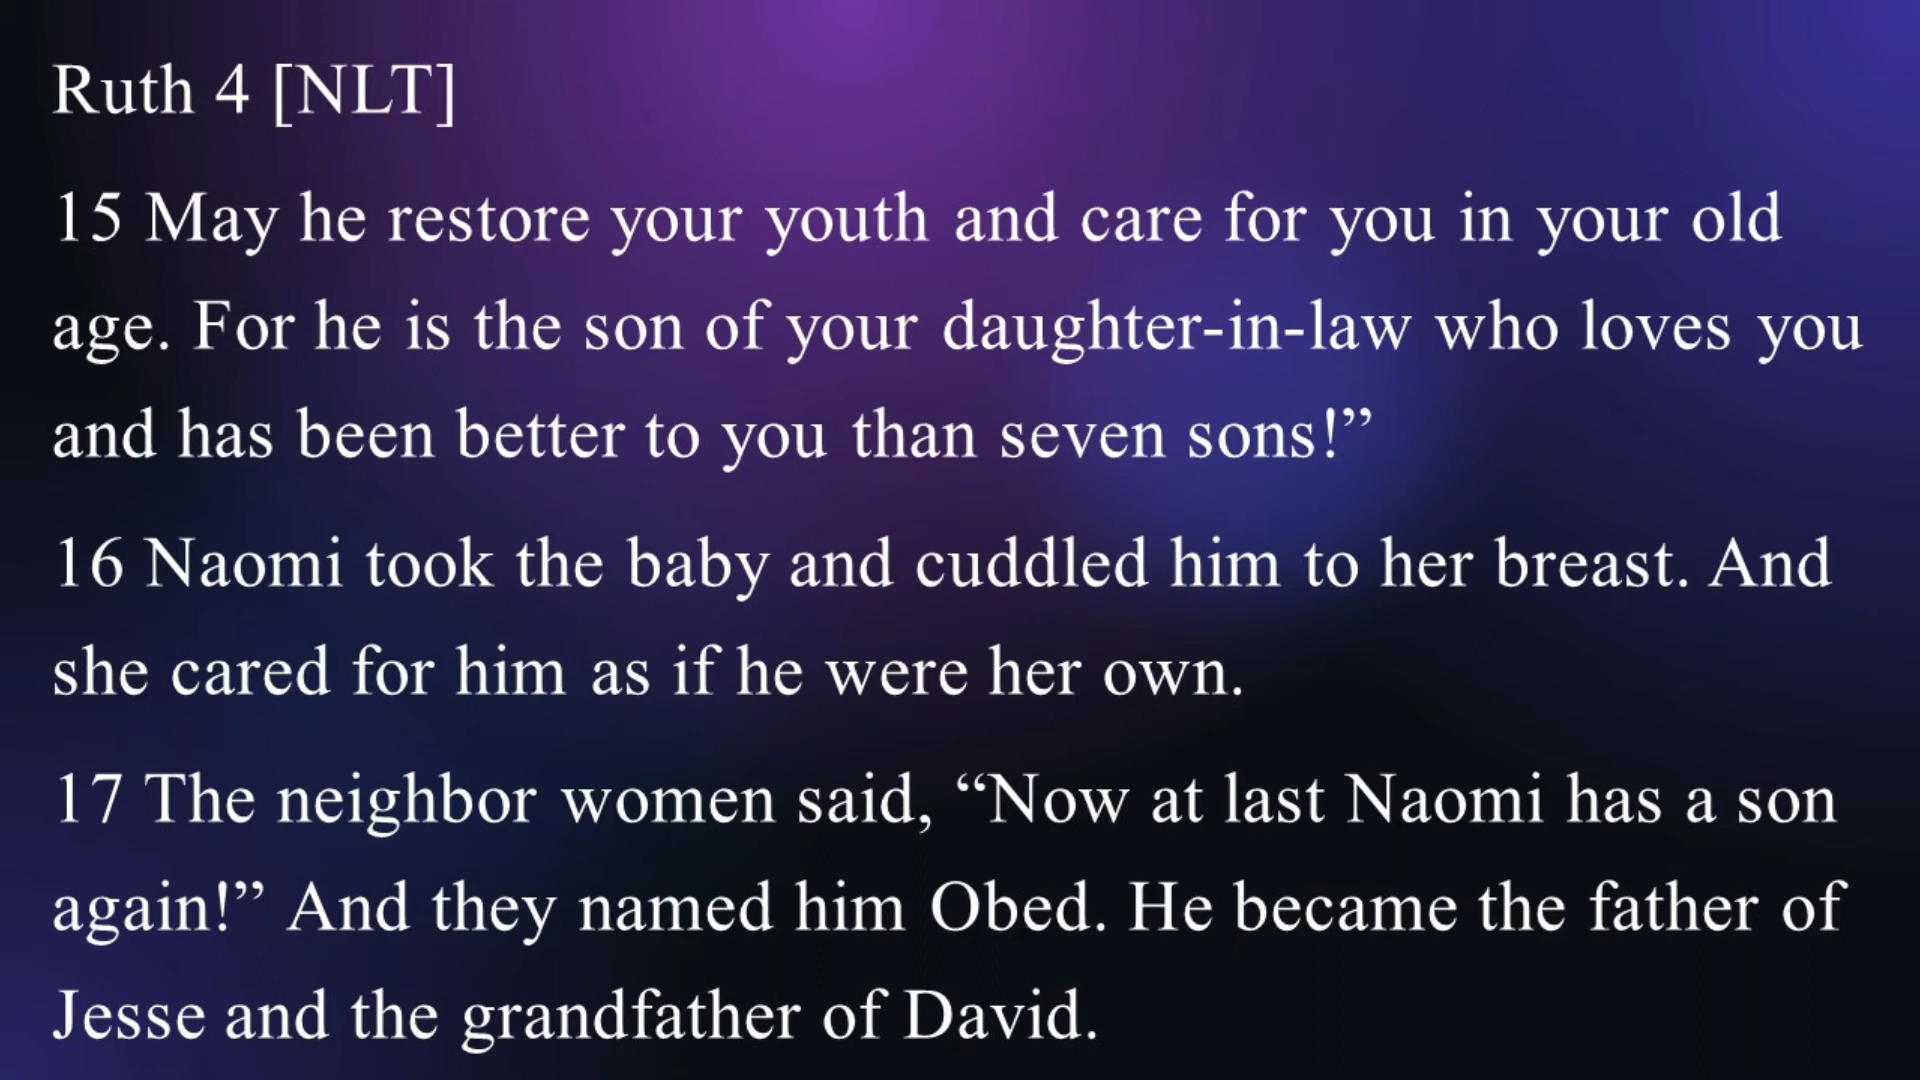 Ruth 4 [NLT]
15 May he restore your youth and care for you in your old
age. For he is the son of your daughter-in-law who loves you
and has been better to you than seven sons!”
16 Naomi took the baby and cuddled him to her breast. And
she cared for him as if he were her own.
17 The neighbor women said, “Now at last Naomi has a son
again!” And they named him Obed. He became the father of
Jesse and the grandfather of David.